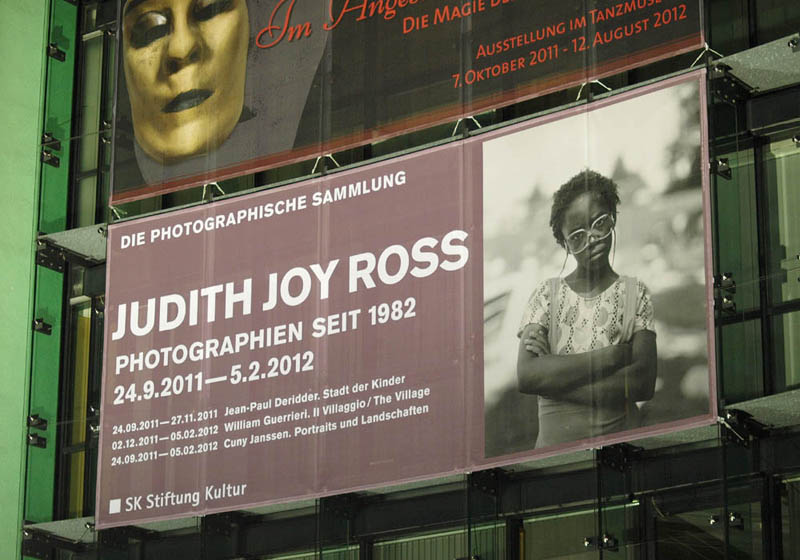 Im
DIE MAGIE
AUSSTELLUNG IM TANZMUSE
7. OKTOBER 2011 - 12. AUGUST 2012
DIE PHOTOGRAPHISCHE SAMMLUNG
JUDITH JOY ROSS
PHOTOGRAPHIEN SEIT 1982
24.9.2011—5.2.2012
24.09.2011—27.11.2011 Jean-Paul Deridder. Stadt der Kinder
02.12.2011—05.02.2012 William Guerrieri. Il Villaggio / The Village
24.09.2011—05.02.2012 Cuny Janssen. Portraits und Landschaften
SK Stiftung Kultur